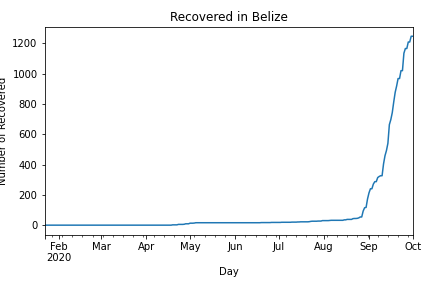 Recovered in Belize
Number of Recovered
1200
1000
800
600
400
200
0
Feb Mar Apr May Jun Jul Aug Sep Oct
2020
Day